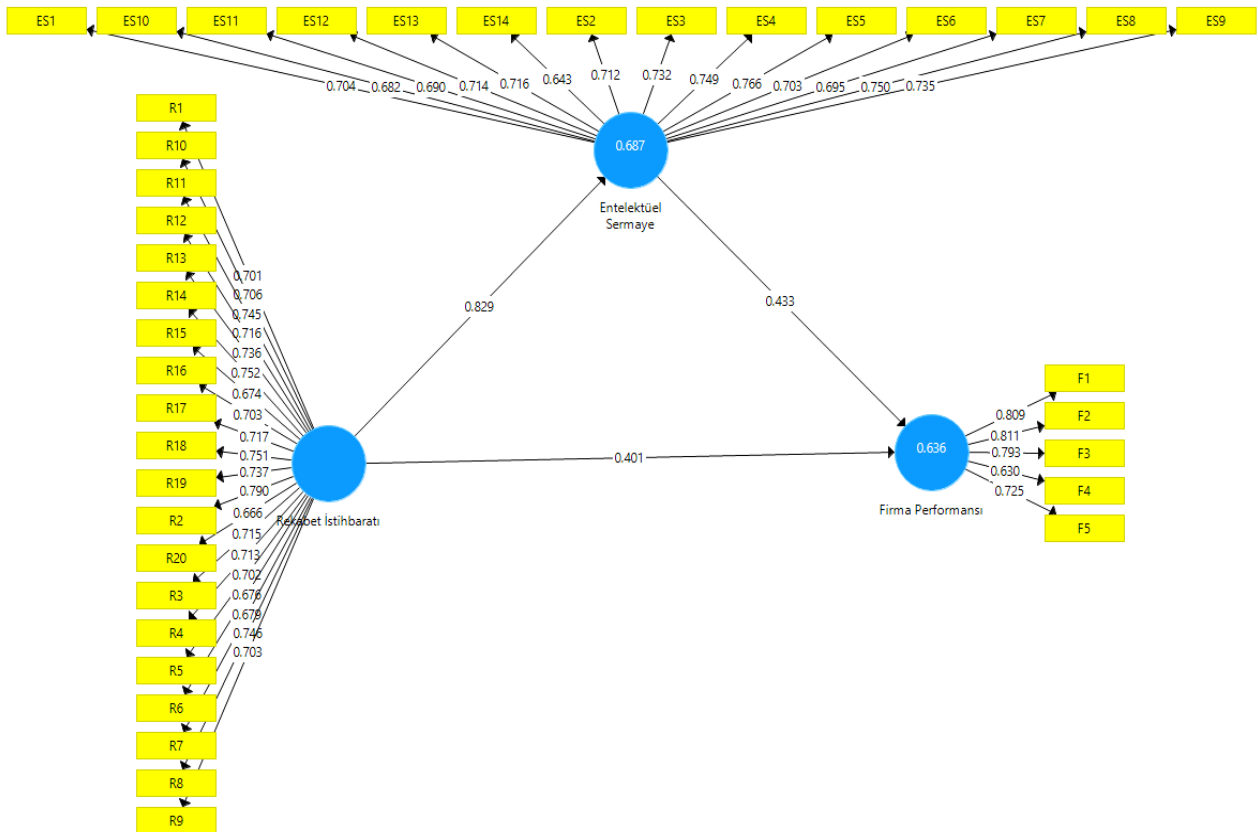 ES1 ES10 ES11 ES12 ES13 ES14 ES2 ES3 ES4 ES5 ES6 ES7 ES8 ES9
0.704 0.682 0.690 0.714 0.716 0.643 0.712 0.732 0.749 0.766 0.703 0.695 0.750 0.735
0.687
Entelektüel
Sermaye
R1
R10
R11
R12
R13
R14
R15
R16
R17
R18
R19
R2
R20
R3
R4
R5
R6
R7
R8
R9
0.701
0.706
0.745
0.716
0.736
0.752
0.674
0.703
0.717
0.751
0.737
0.790
0.666
0.715
0.713
0.702
0.676
0.679
0.746
0.703
Rekabet İstihbaratı
0.829
0.433
0.401
0.636
Firma Performansı
0.809
0.811
0.793
0.630
0.725
F1
F2
F3
F4
F5